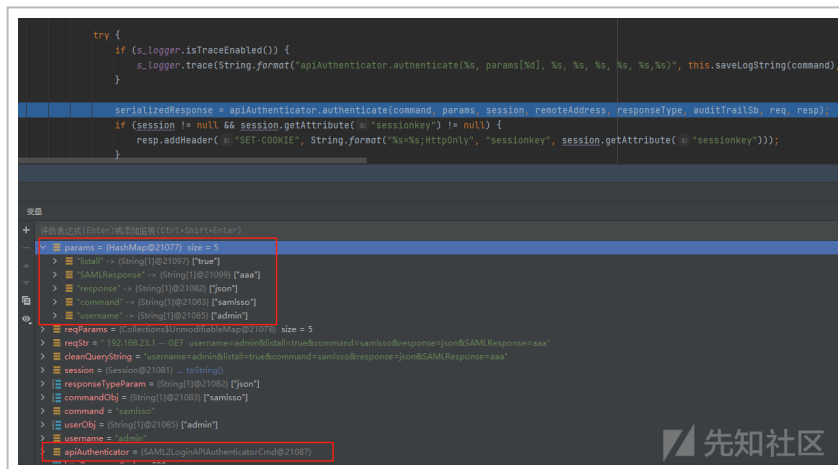 try {
if (s_logger.isTraceEnabled()) {
s_logger.trace(String.format("apiAuthenticator.authenticate(%s, params[%d], %s, %s, %s, %s, %s,%s)", this.saveLogString(command),
}
serializedResponse = apiAuthenticator.authenticate(command, params, session, remoteAddress, responseType, auditTrailSb, req, resp);
if (session != null && session.getAttribute( s: "sessionkey") != null) {
resp.addHeader( s: "SET-COOKIE", String.format("%s=%s;HttpOnly", "sessionkey", session.getAttribute( s: "sessionkey")));
}
变量
评估表达式(Enter)或添加监视(Ctrl+Shift+Enter)
params = {HashMap@21077} size = 5
"listall" -> {String[1]@21097} ["true"]
"SAMLResponse" -> {String[1]@21099} ["aaa"]
"response" -> {String[1]@21082} ["json"]
"command" -> {String[1]@21083} ["samlsso"]
"username" -> {String[1]@21085} ["admin"]
reqParams = {Collections$UnmodifiableMap@21078} size = 5
reqStr = " 192.168.23.1 -- GET username=admin&listall=true&command=samlsso&response=json&SAMLResponse=aaa"
cleanQueryString = "username=admin&listall=true&command=samlsso&response=json&SAMLResponse=aaa"
session = {Session@21081} ... toString()
responseTypeParam = {String[1]@21082} ["json"]
commandObj = {String[1]@21083} ["samlsso"]
command = "samlsso"
userObj = {String[1]@21085} ["admin"]
username = "admin"
apiAuthenticator = {SAML2LoginAPIAuthenticatorCmd@21087}
先知社区